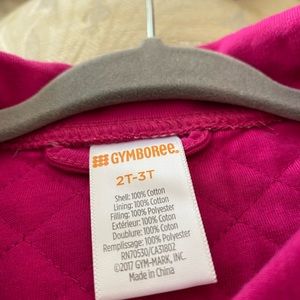 GYMBOREE.
2T-3T
Shell: 100% Cotton
Lining: 100% Cotton
Filling: 100% Polyester
Extérieur: 100% Coton
Doublure: 100% Coton
Remplissage: 100% Polyester
RN70530/CA31802
©2017 GYM-MARK, INC.
Made in China